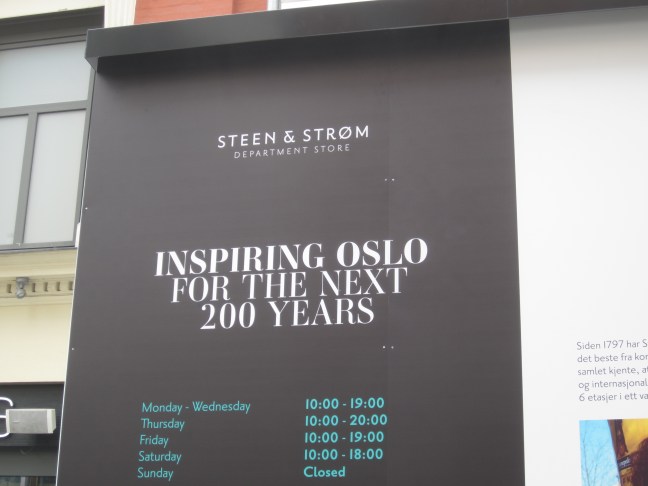 STEEN & STRØM
DEPARTMENT STORE
INSPIRING OSLO
FOR THE NEXT
200 YEARS
Monday - Wednesday 10:00 - 19:00
Thursday 10:00 - 20:00
Friday 10:00 - 19:00
Saturday 10:00 - 18:00
Sunday Closed
Siden 1797 har S
det beste fra kor
samlet kjente, at
og internasjonal
6 etasjer i ett va
G